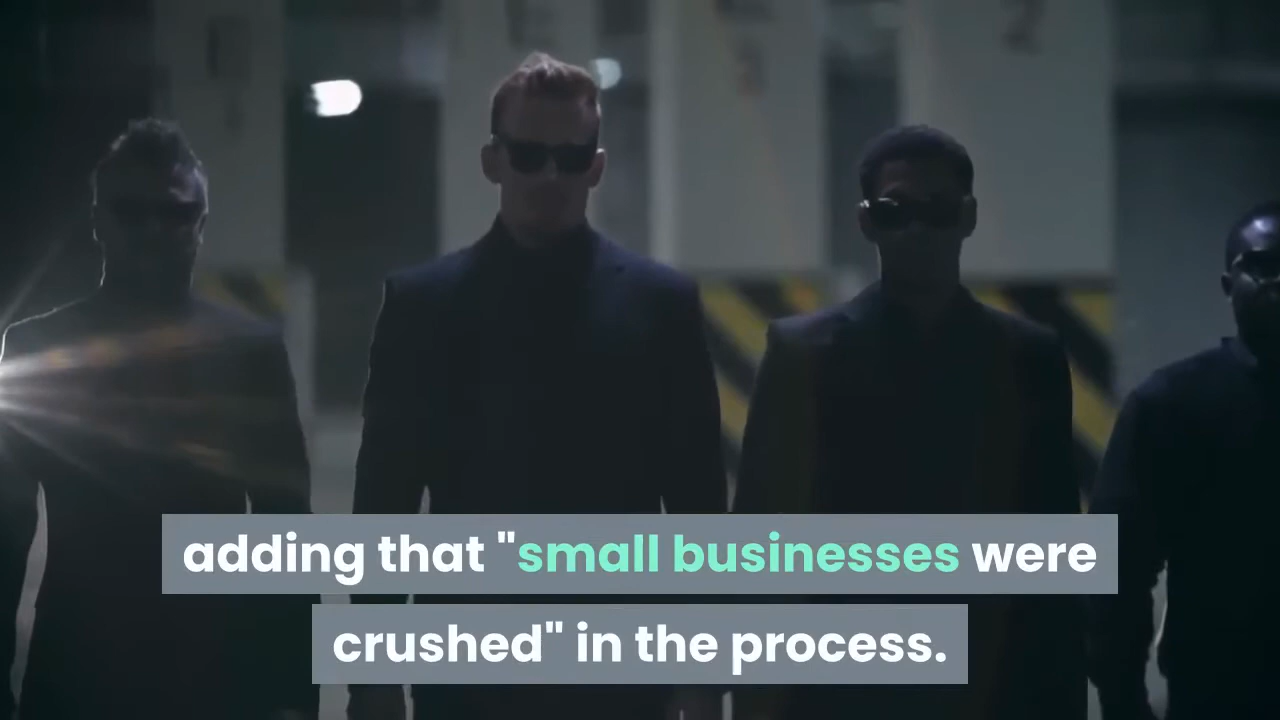 adding that "small businesses were
crushed" in the process.